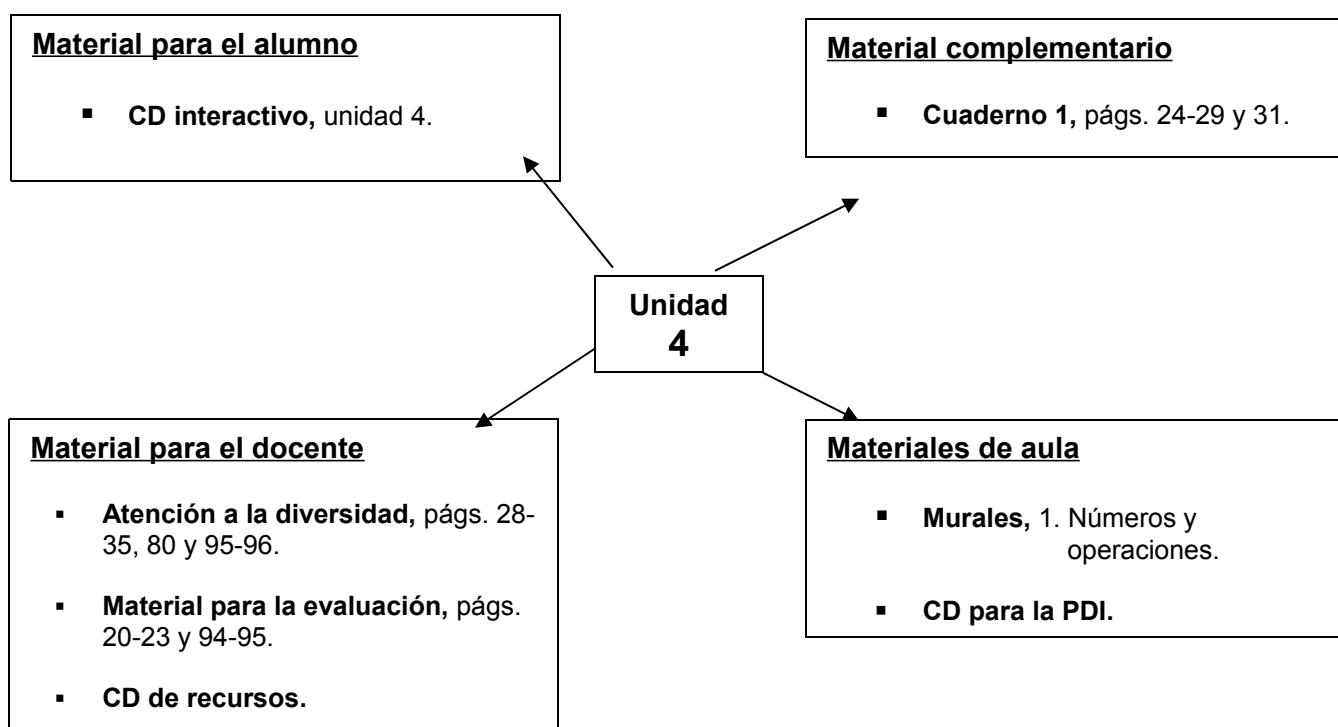 Material para el alumno
▪ CD interactivo, unidad 4.
Material complementario
▪ Cuaderno 1, págs. 24-29 y 31.
Unidad
4
Material para el docente
▪ Atención a la diversidad, págs. 28-
35, 80 y 95-96.
▪ Material para la evaluación, págs.
20-23 y 94-95.
▪ CD de recursos.
Materiales de aula
▪ Murales, 1. Números y
operaciones.
▪ CD para la PDI.